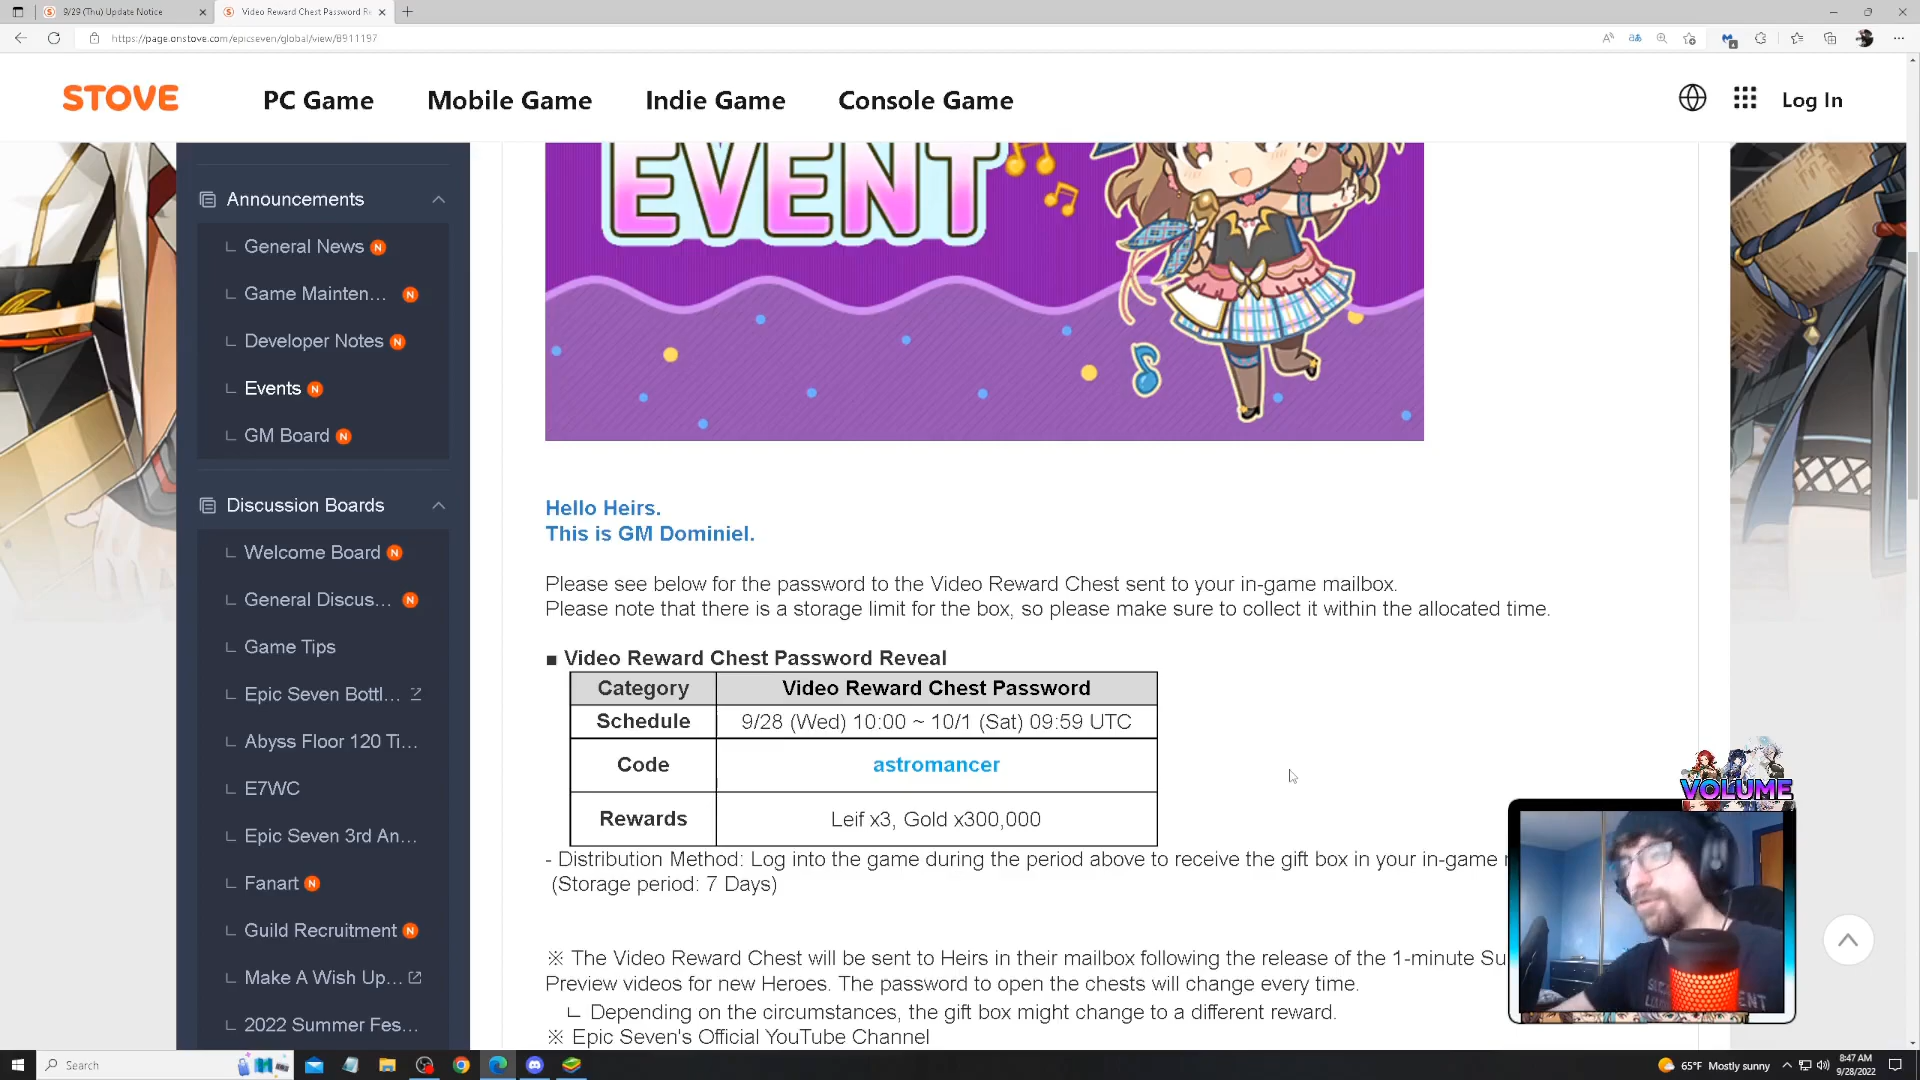 9/29 (Thu) Update Notice
Video Reward Chest Password Re
https://page.onstove.com/epicseven/global/view/8911197
STOVE
PC Game
Mobile Game
Indie Game
Console Game
Log In
EVENT
Announcements
General News N
Game Mainten... N
Developer Notes N
Events N
GM Board N
Discussion Boards
Welcome Board N
General Discus... N
Game Tips
Epic Seven Bottl...
Abyss Floor 120 Ti...
E7WC
Epic Seven 3rd An...
Fanart N
Guild Recruitment N
Make A Wish Up...
2022 Summer Fes...
Hello Heirs.
This is GM Dominiel.
Please see below for the password to the Video Reward Chest sent to your in-game mailbox.
Please note that there is a storage limit for the box, so please make sure to collect it within the allocated time.
■ Video Reward Chest Password Reveal
Category Video Reward Chest Password
Schedule 9/28 (Wed) 10:00 ~ 10/1 (Sat) 09:59 UTC
Code astromancer
Rewards Leif x3, Gold x300,000
- Distribution Method: Log into the game during the period above to receive the gift box in your in-game
(Storage period: 7 Days)
※ The Video Reward Chest will be sent to Heirs in their mailbox following the release of the 1-minute Su
Preview videos for new Heroes. The password to open the chests will change every time.
ㄴ Depending on the circumstances, the gift box might change to a different reward.
※ Epic Seven's Official YouTube Channel
VOLUME
Search
65°F Mostly sunny
8:47 AM
9/28/2022